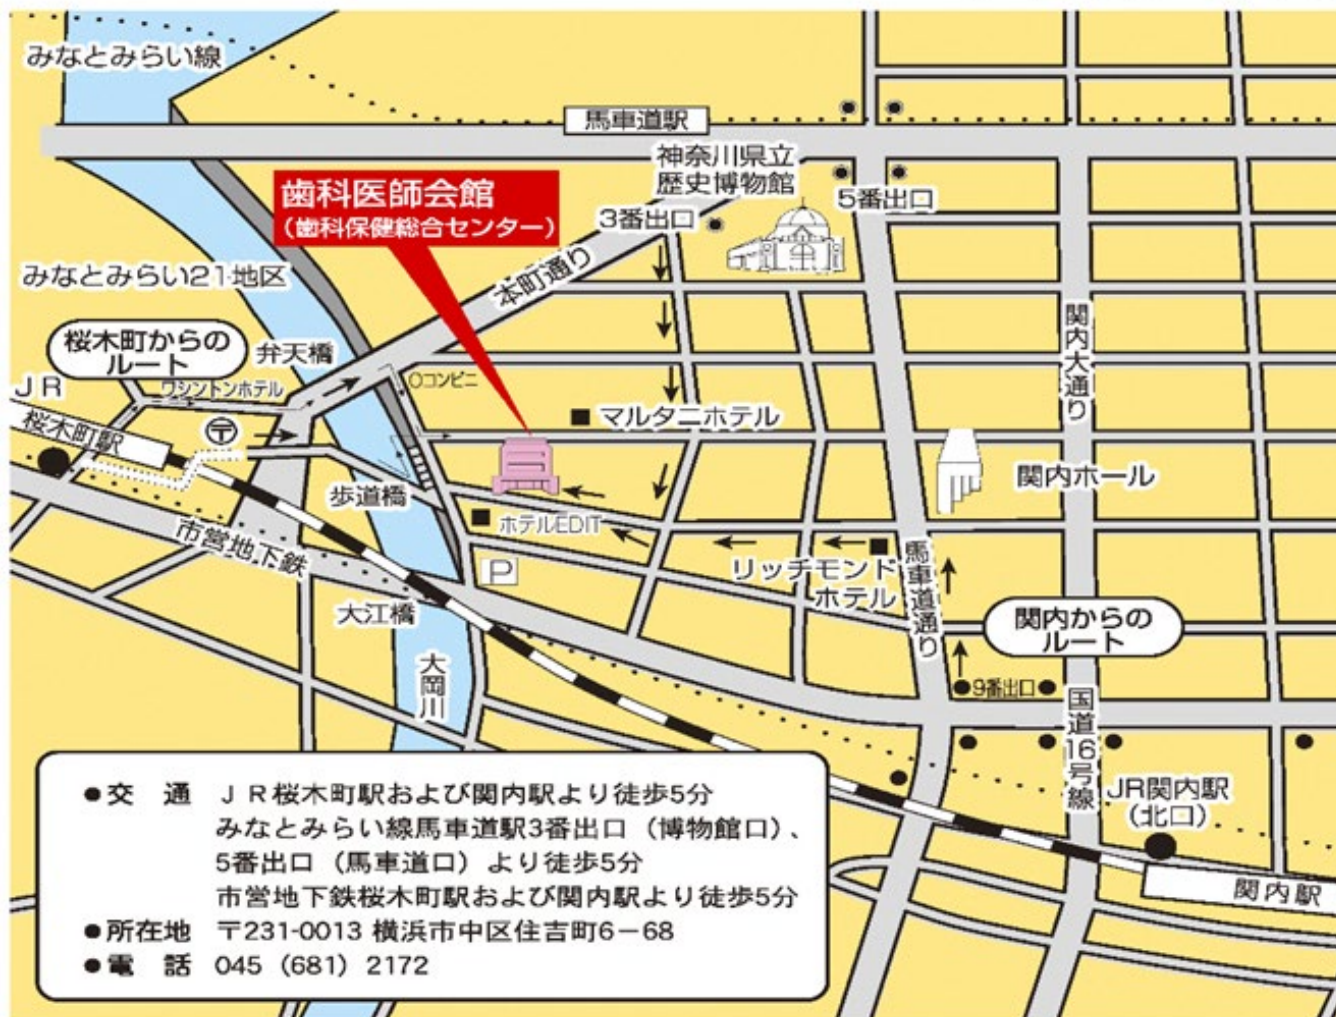 みなとみらい線
馬車道駅
神奈川県立
歴史博物館
5番出口
3番出口
歯科医師会館
(歯科保健総合センター)
本町通り
みなとみらい21地区
桜木町からの
ルート
弁天橋
ワシントンホテル
〇コンビニ
JR
桜木町駅
〒
マルタニホテル
関内大通り
関内ホール
歩道橋
ホテルEDIT
市営地下鉄
P
リッチモンド
ホテル
馬車道通り
大江橋
関内からの
ルート
大岡川
9番出口
国道16号線
JR関内駅
(北口)
関内駅
●交 通 JR桜木町駅および関内駅より徒歩5分
みなとみらい線馬車道駅3番出口(博物館口)、
5番出口(馬車道口)より徒歩5分
市営地下鉄桜木町駅および関内駅より徒歩5分
●所在地 〒231-0013 横浜市中区住吉町6-68
●電 話 045(681)2172